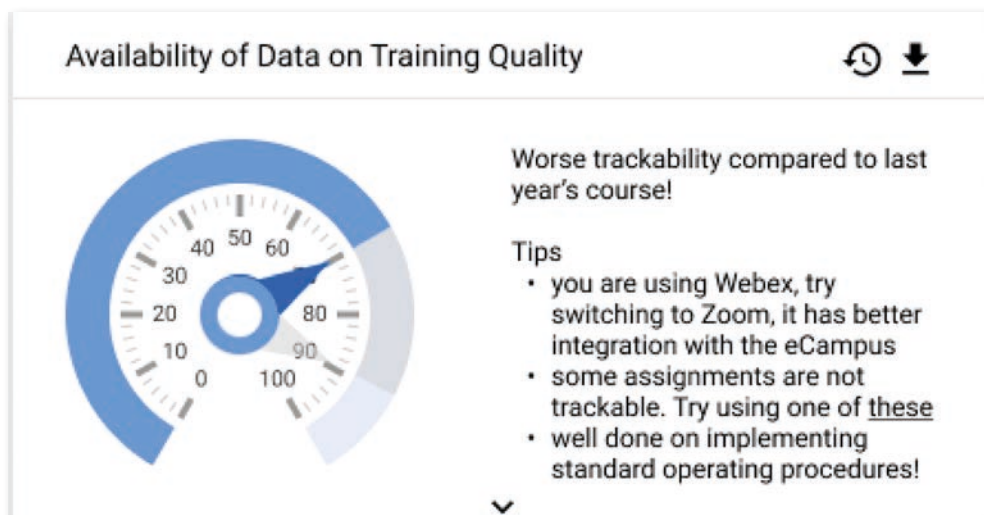 Availability of Data on Training Quality
Worse trackability compared to last
year's course!
Tips
• you are using Webex, try
switching to Zoom, it has better
integration with the eCampus
• some assignments are not
trackable. Try using one of these
• well done on implementing
standard operating procedures!
0
10
20
30
40
50
60
80
90
100